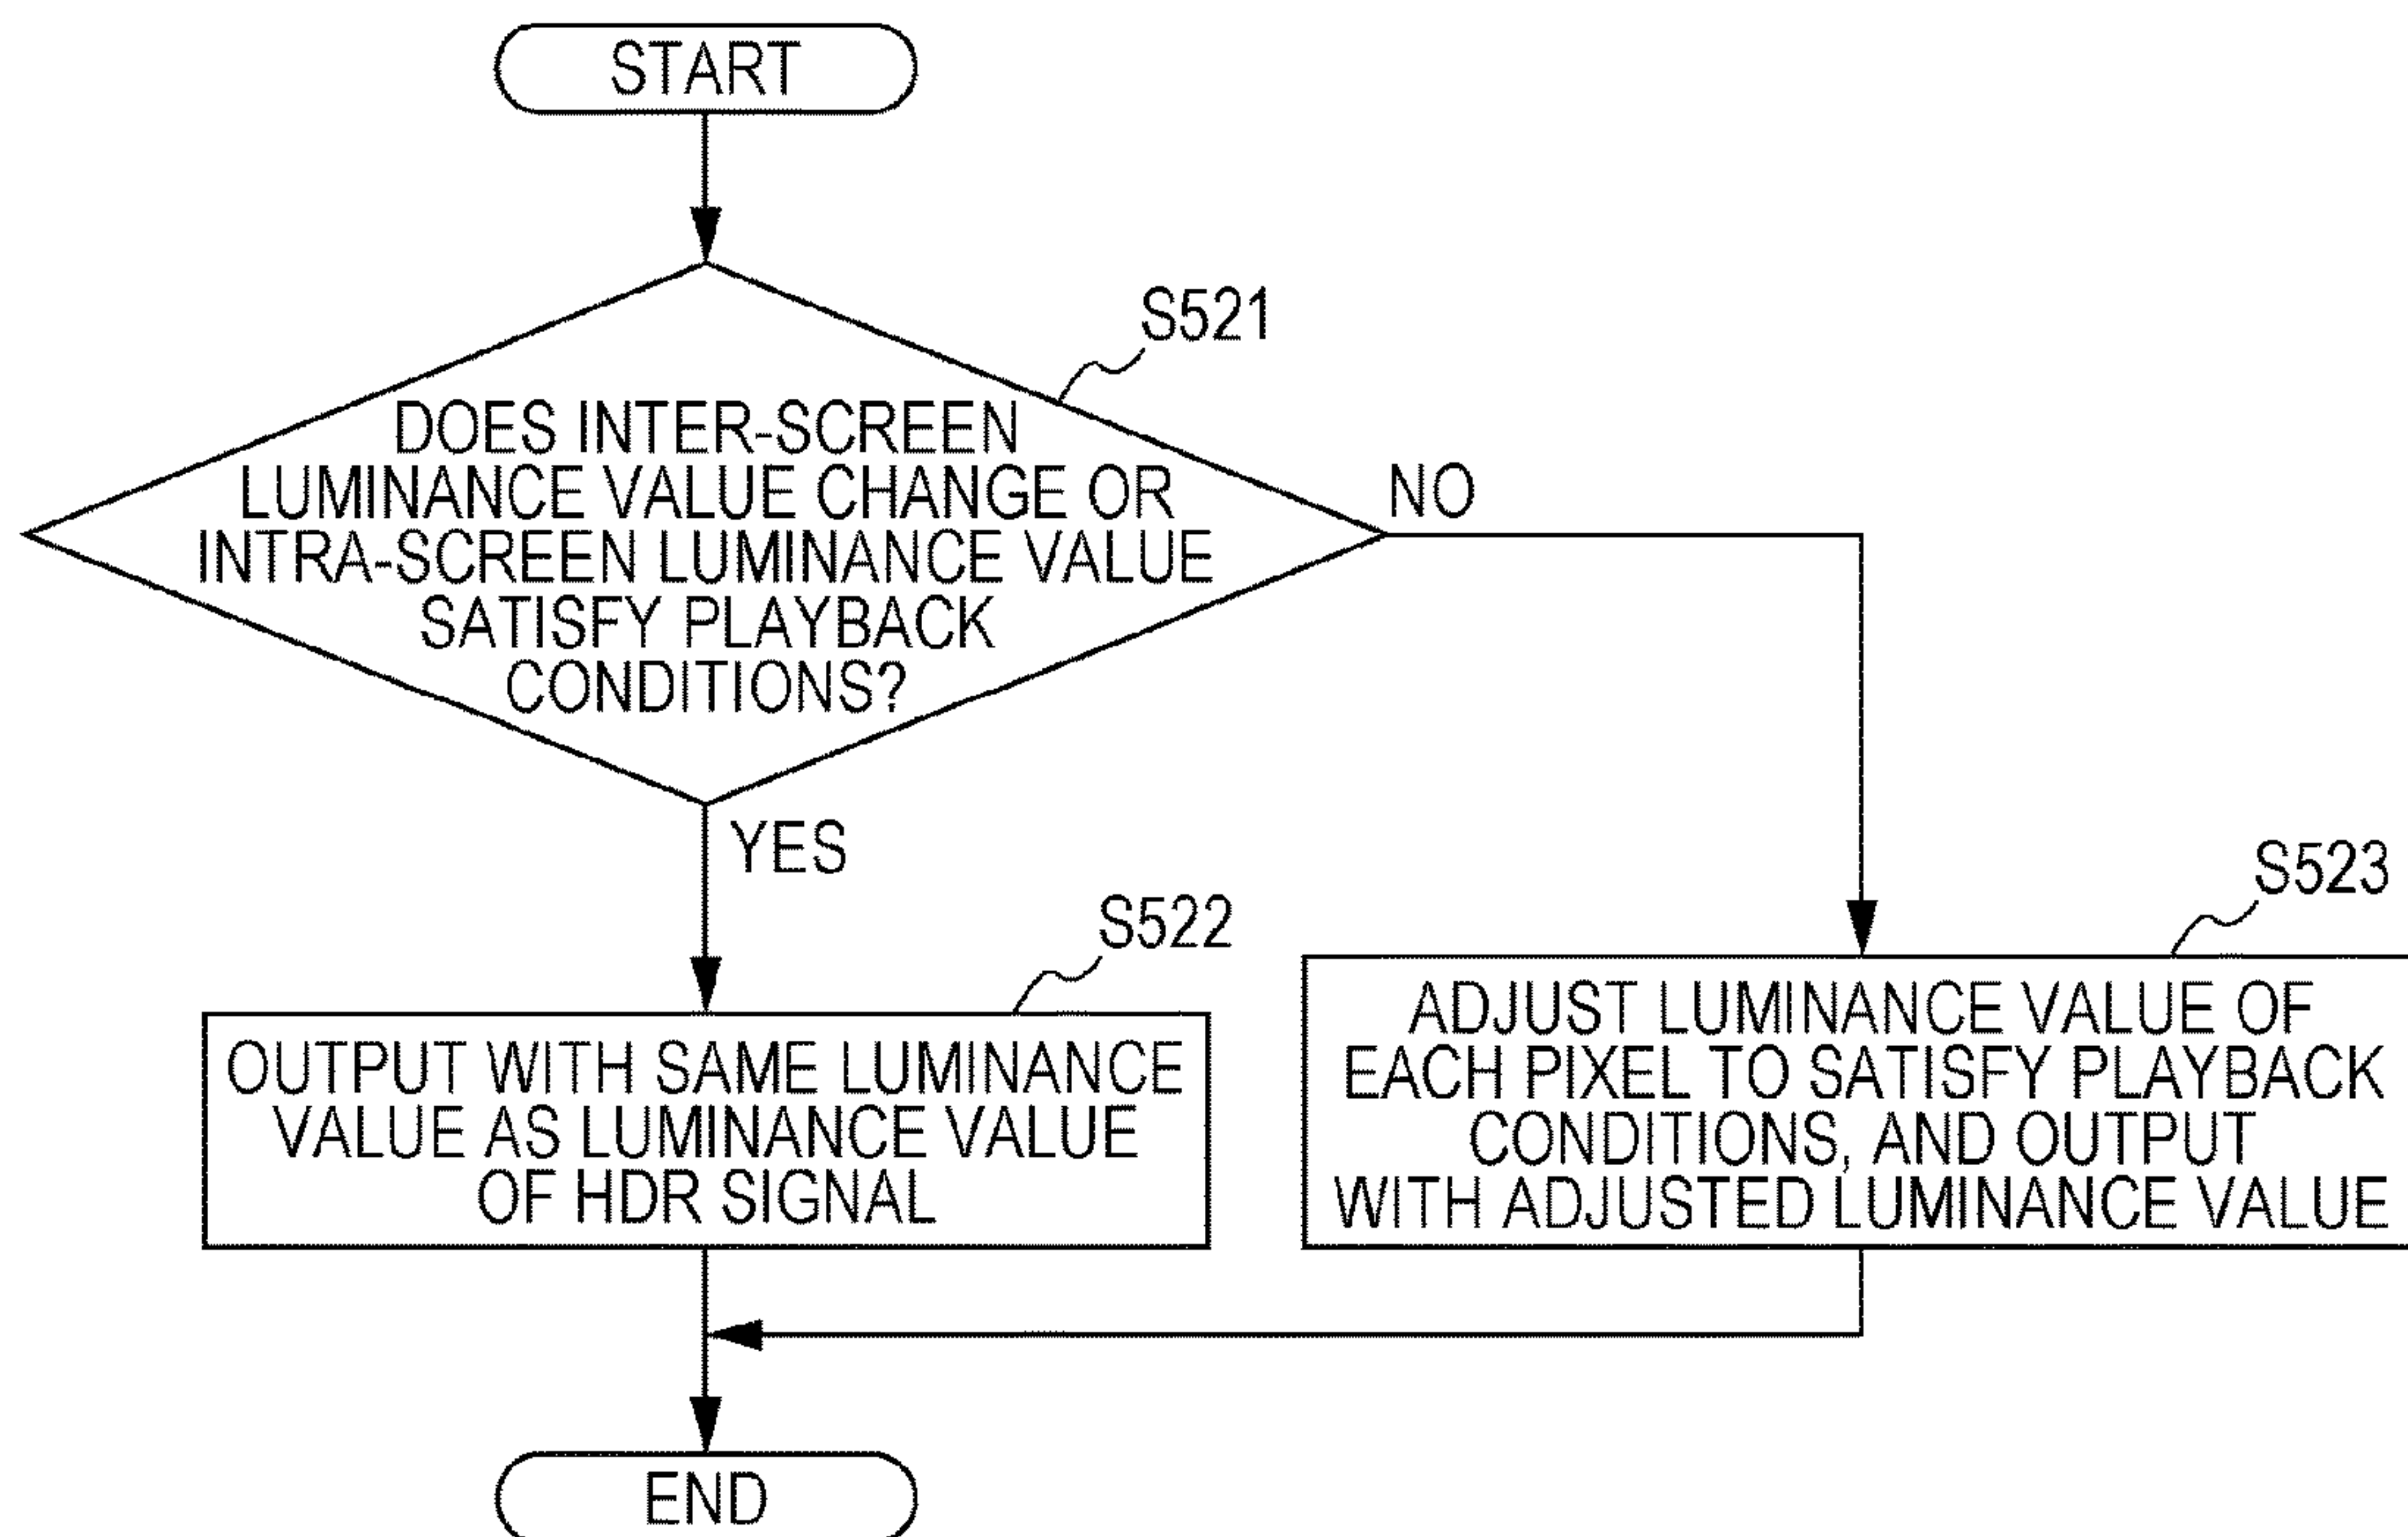 START
S521
DOES INTER-SCREEN
LUMINANCE VALUE CHANGE OR
INTRA-SCREEN LUMINANCE VALUE
SATISFY PLAYBACK
CONDITIONS?
NO
YES
S522
OUTPUT WITH SAME LUMINANCE
VALUE AS LUMINANCE VALUE
OF HDR SIGNAL
S523
ADJUST LUMINANCE VALUE OF
EACH PIXEL TO SATISFY PLAYBACK
CONDITIONS, AND OUTPUT
WITH ADJUSTED LUMINANCE VALUE
END